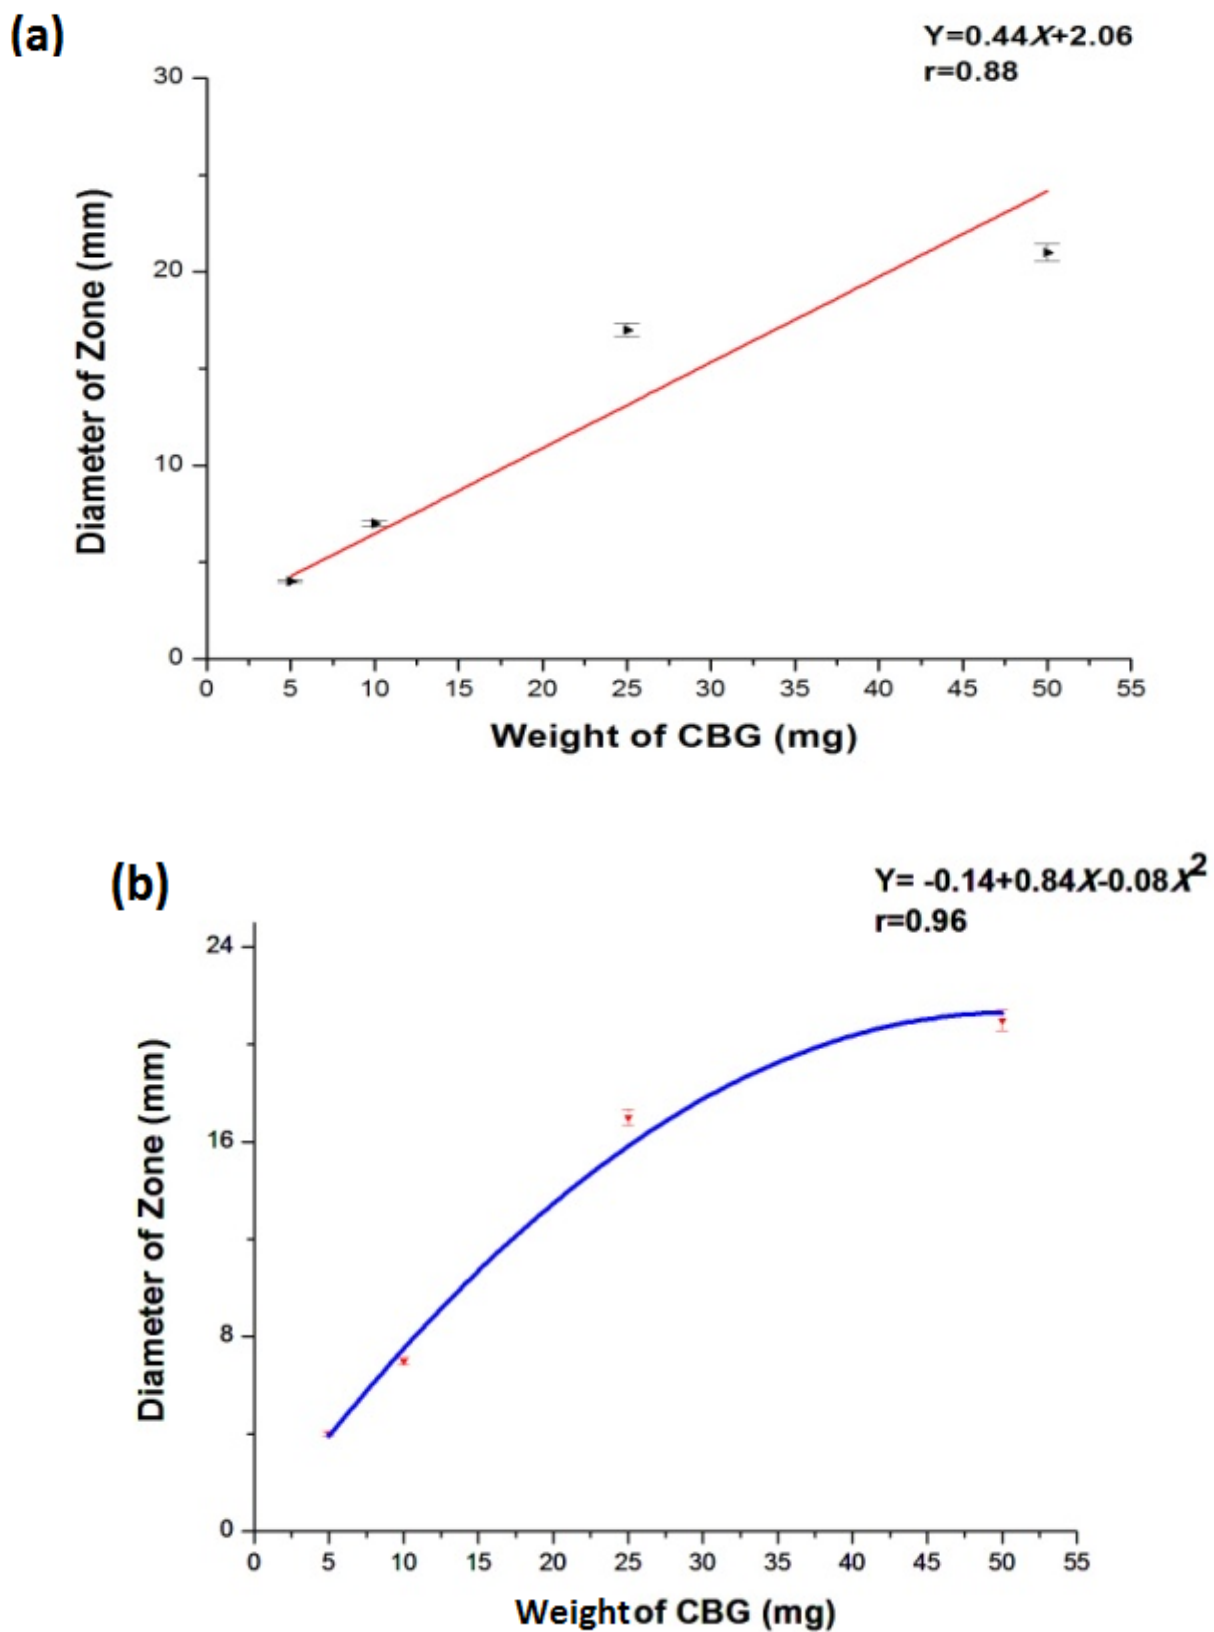 (a)
Y=0.44X+2.06
r=0.88
30
20
10
0
Diameter of Zone (mm)
0 5 10 15 20 25 30 35 40 45 50 55
Weight of CBG (mg)
(b)
Y= -0.14+0.84X-0.08X²
r=0.96
24
16
8
0
Diameter of Zone (mm)
0 5 10 15 20 25 30 35 40 45 50 55
Weight of CBG (mg)